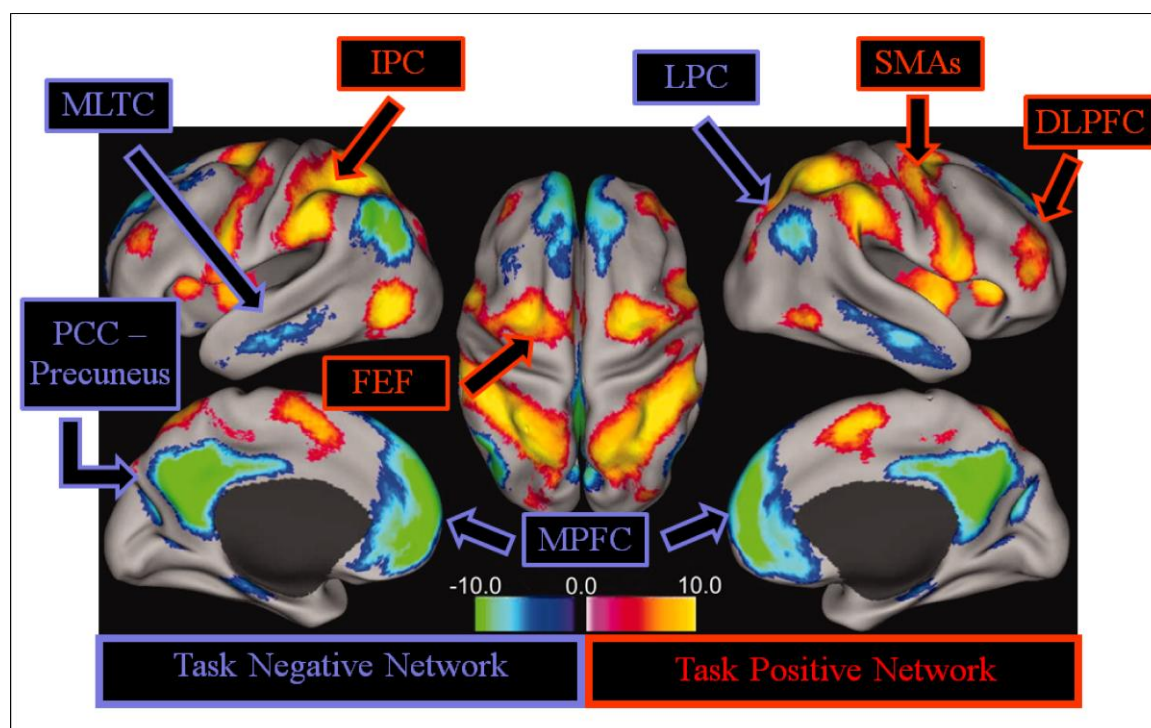 IPC
SMAs
LPC
MLTC
DLPFC
PCC –
Precuneus
FEF
MPFC
-10.0 0.0 10.0
Task Negative Network
Task Positive Network